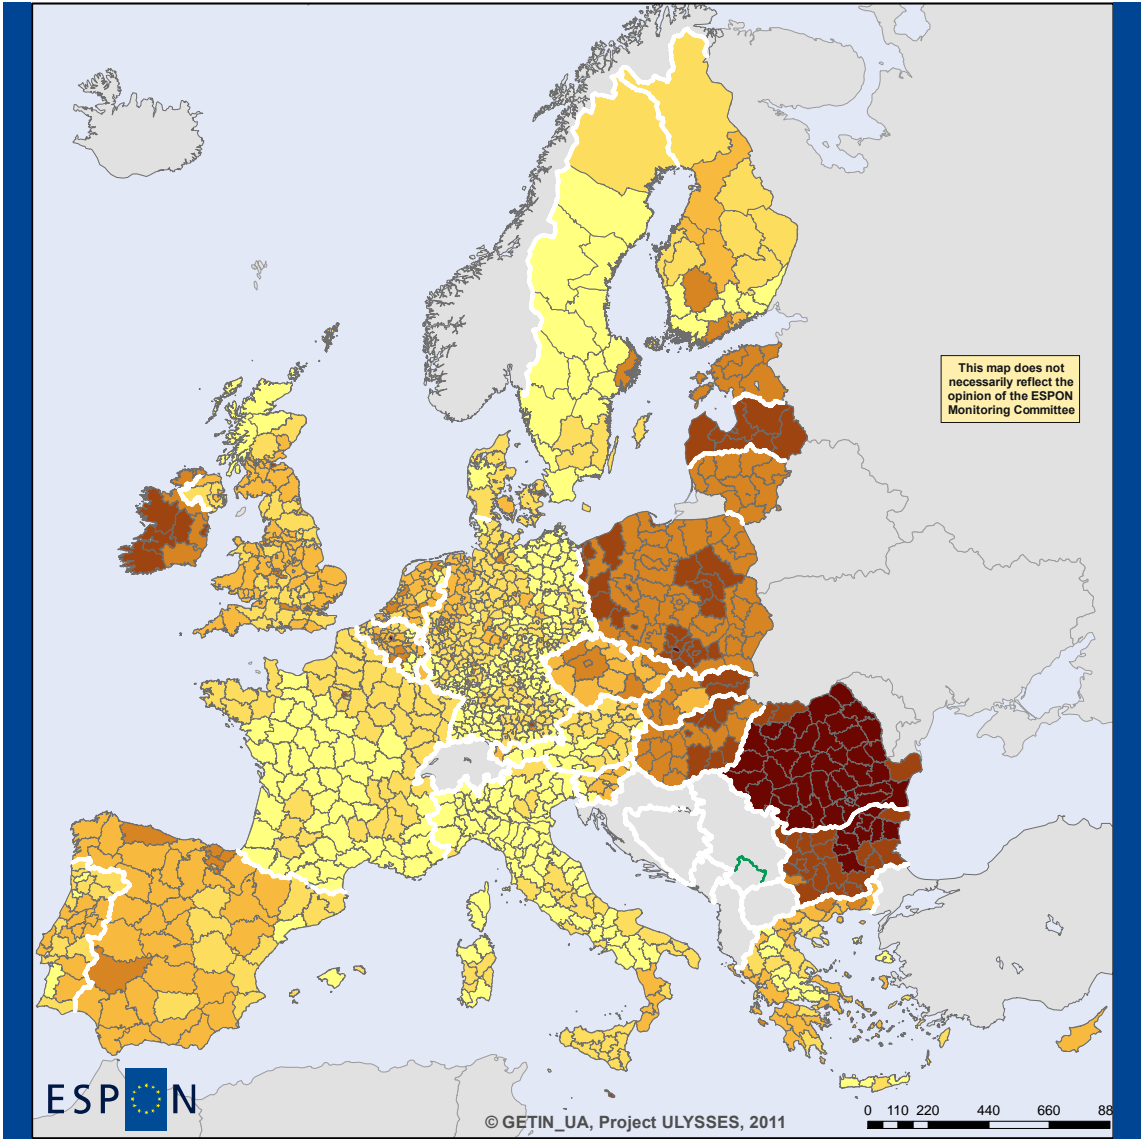 This map does not
necessarily reflect the
opinion of the ESPON
Monitoring Committee
ESPON
© GETIN_UA, Project ULYSSES, 2011
0 110 220 440 660 88